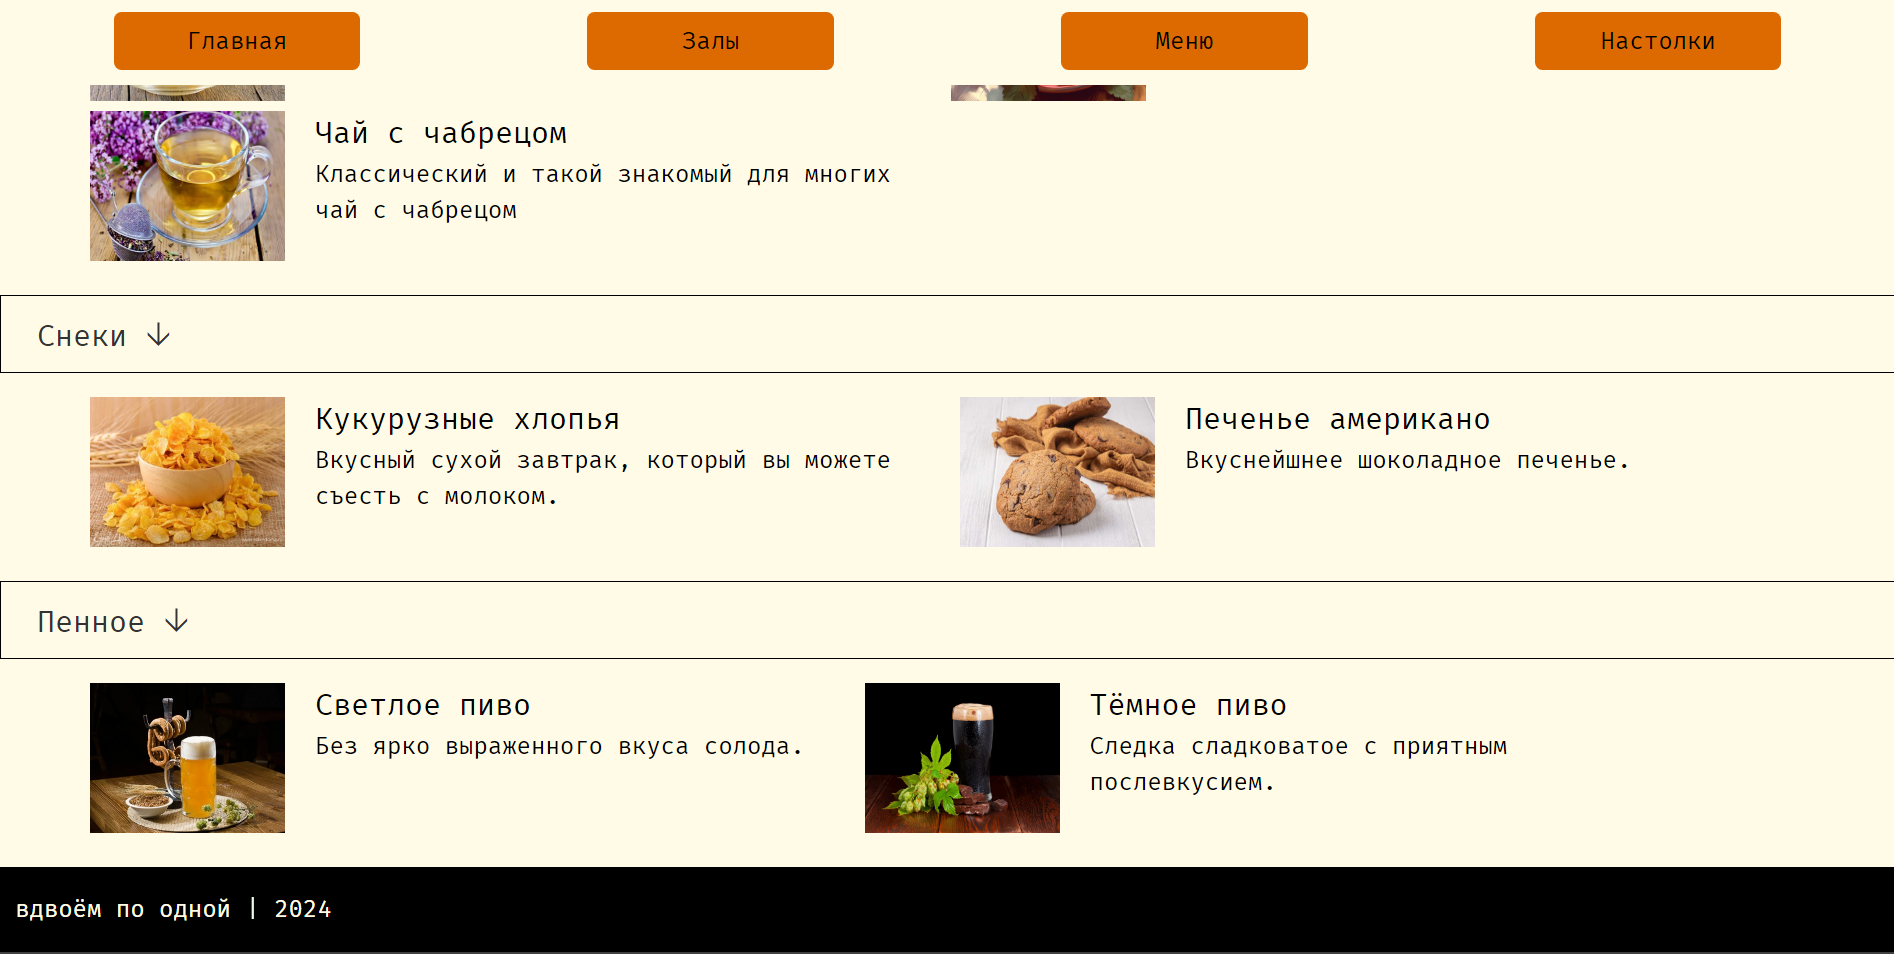 Главная
Залы
Меню
Настолки
Чай с чабрецом
Классический и такой знакомый для многих
чай с чабрецом
Снеки ↓
Кукурузные хлопья
Вкусный сухой завтрак, который вы можете
съесть с молоком.
Печенье американо
Вкуснейшнее шоколадное печенье.
Пенное ↓
Светлое пиво
Без ярко выраженного вкуса солода.
Тёмное пиво
Следка сладковатое с приятным
послевкусием.
вдвоём по одной | 2024